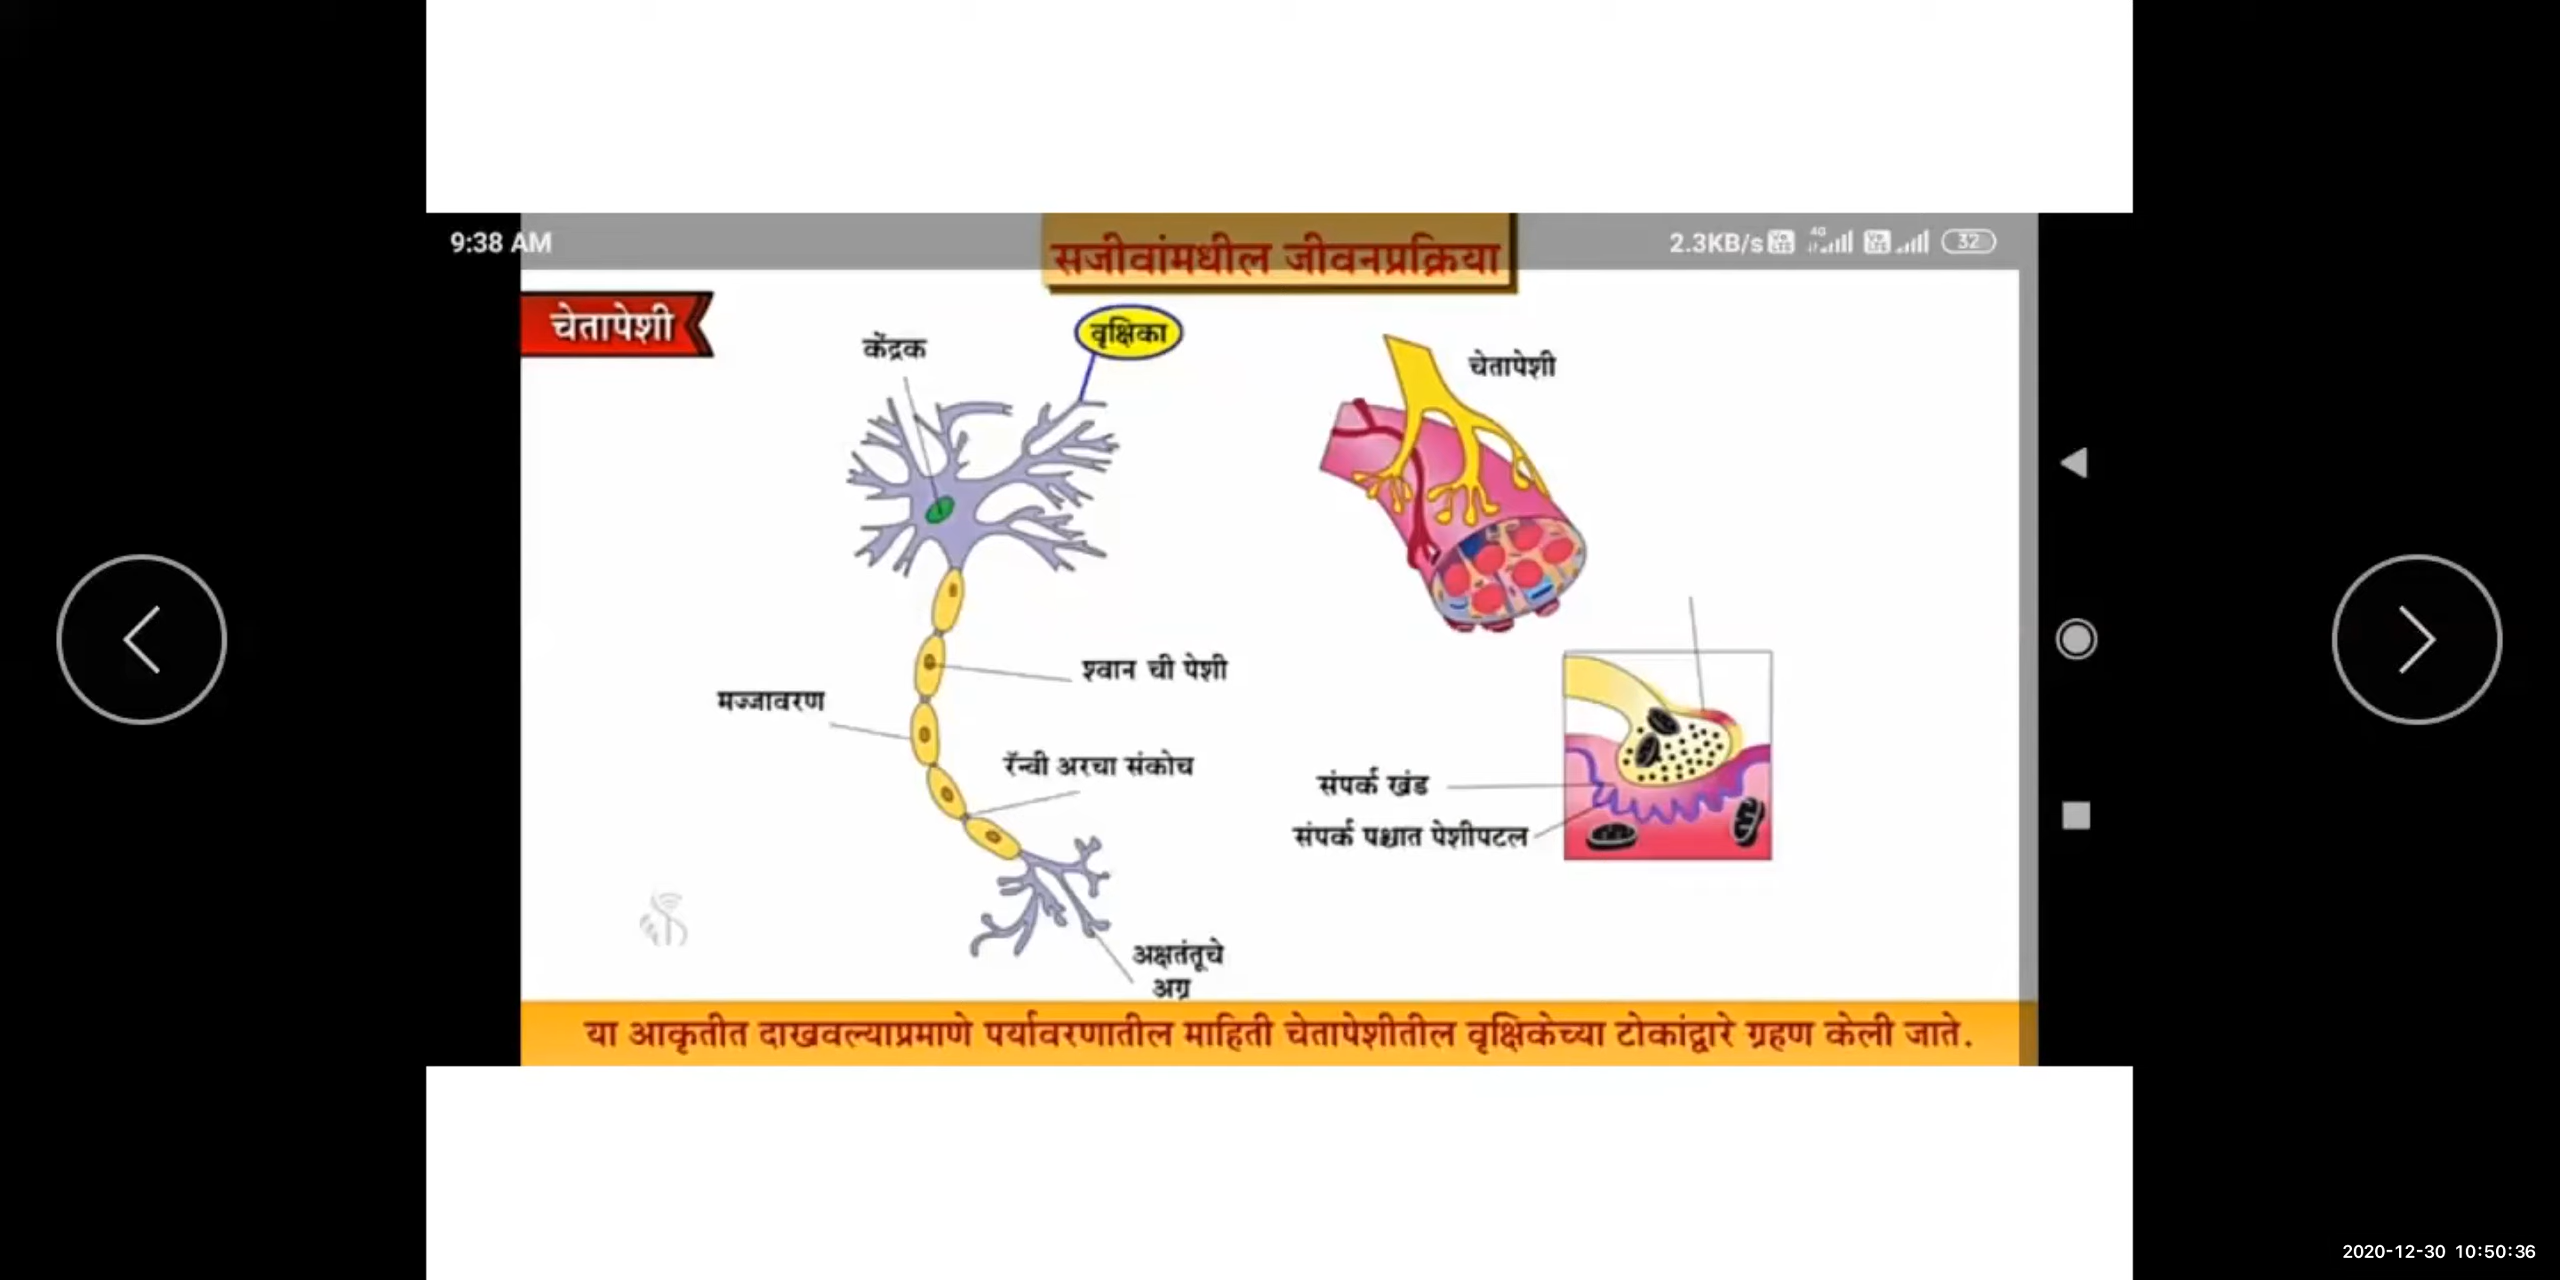 9:38 AM
2.3KB/s
4G
32
सजीवांमधील जीवनप्रक्रिया
चेतापेशी
केंद्रक
वृक्षिका
चेतापेशी
श्वान ची पेशी
मज्जावरण
रॅन्वी अरचा संकोच
संपर्क खंड
संपर्क पश्चात पेशीपटल
अक्षतंतूचे
अग्र
या आकृतीत दाखवल्याप्रमाणे पर्यावरणातील माहिती चेतापेशीतील वृक्षिकेच्या टोकांद्वारे ग्रहण केली जाते.
2020-12-30 10:50:36